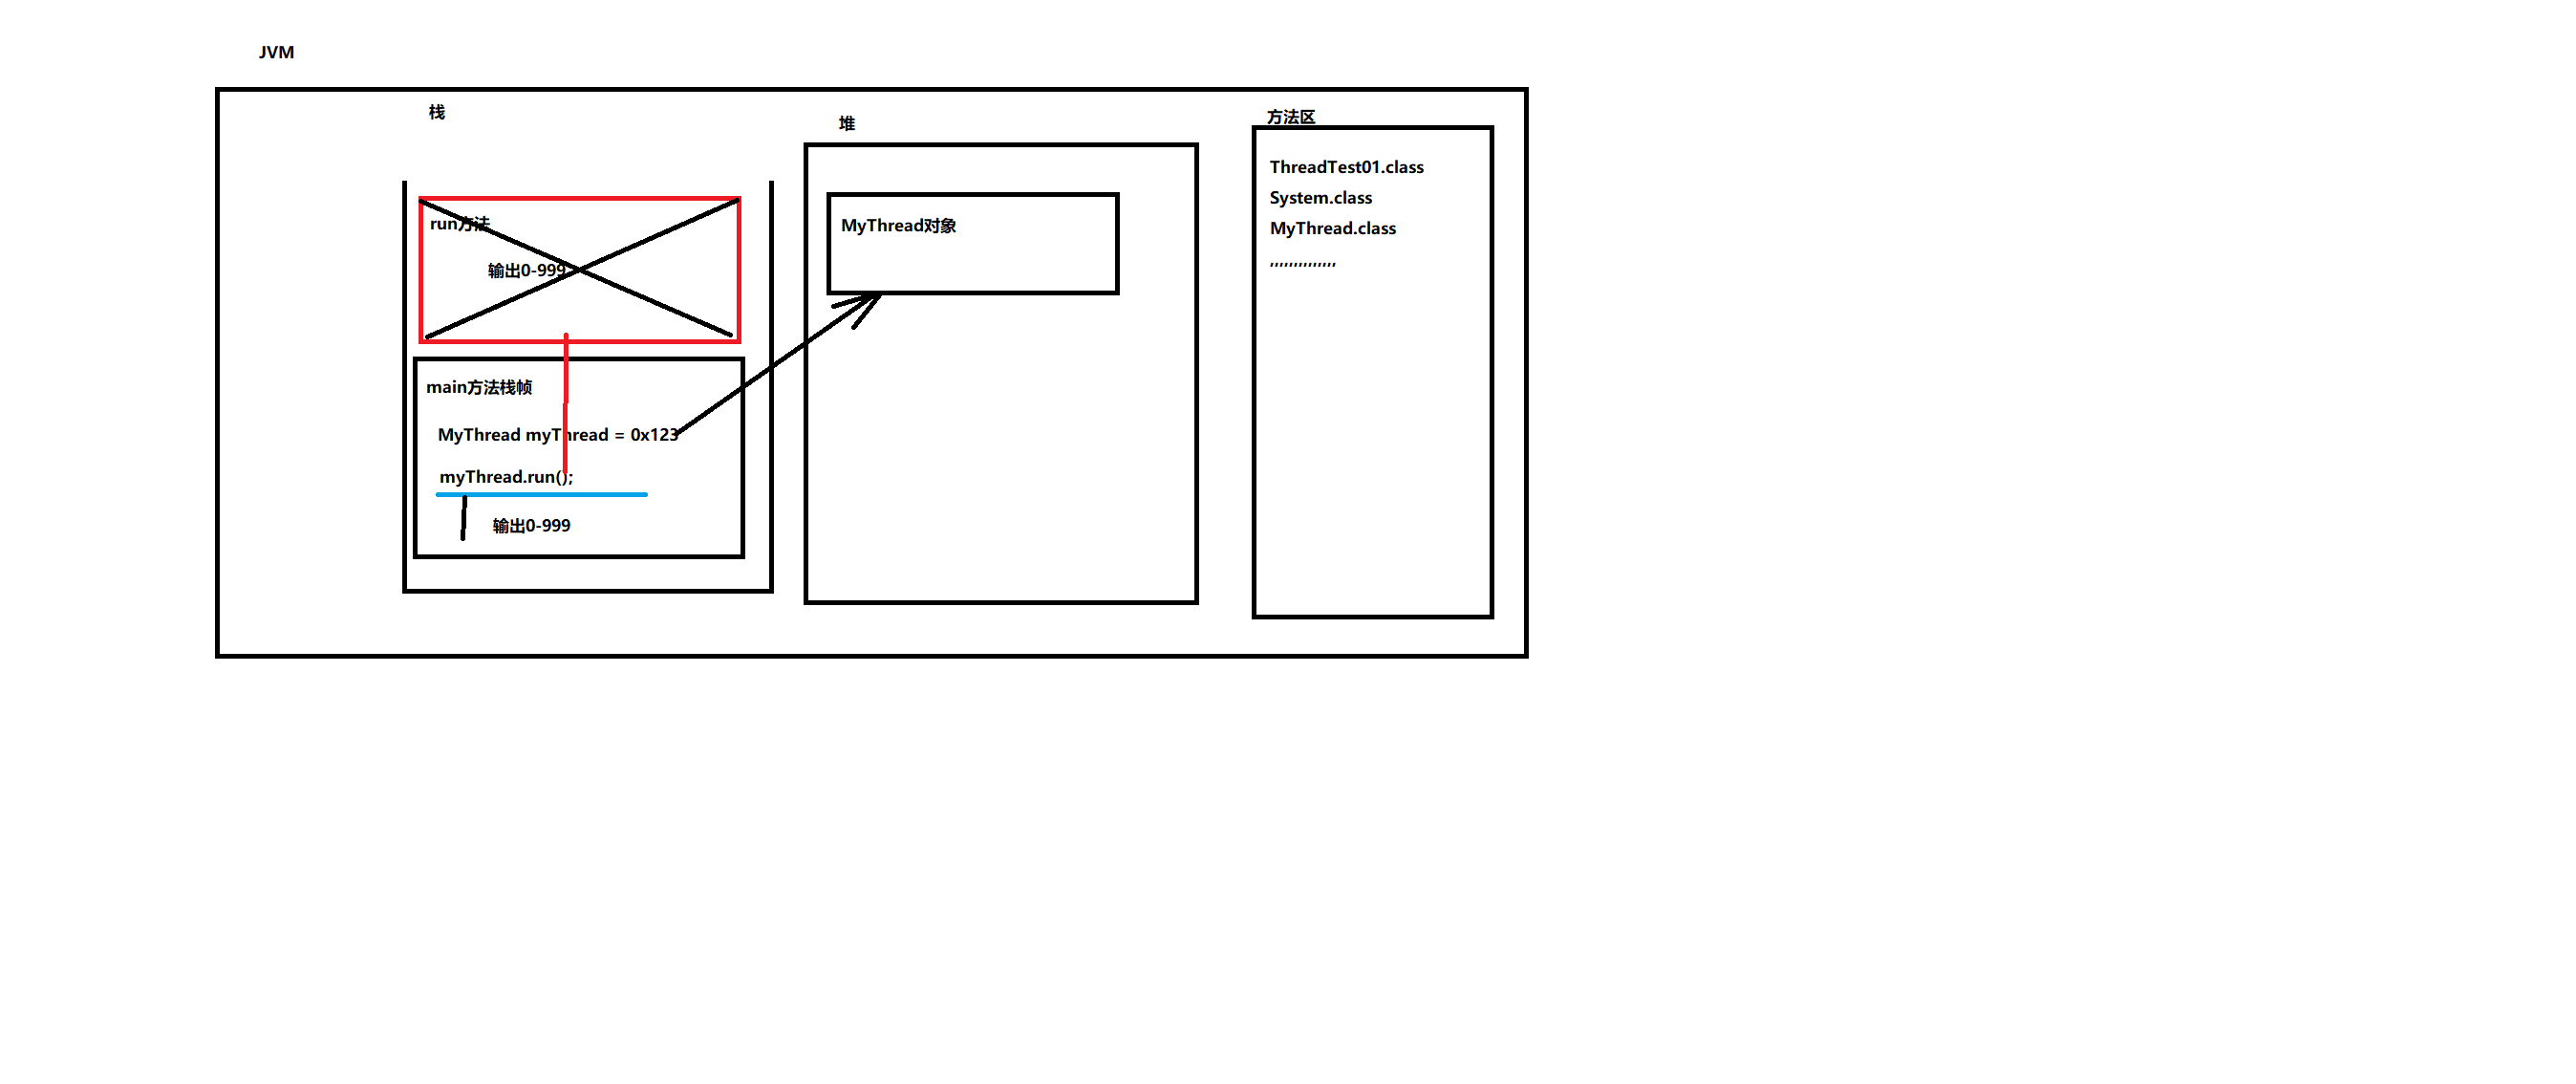 JVM
栈
run方法
输出0-999
main方法栈帧
MyThread myThread = 0x123
myThread.run();
输出0-999
堆
MyThread对象
方法区
ThreadTest01.class
System.class
MyThread.class
,,,,,,,,,,,,,,